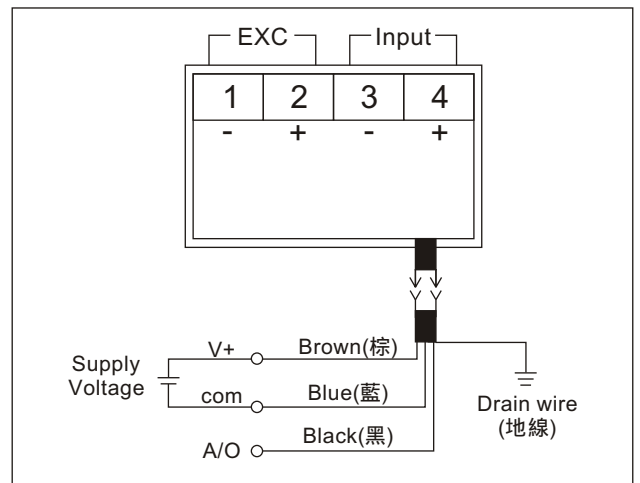 EXC Input
1 2 3 4
- + - +
V+ Brown(棕)
Supply
Voltage
com Blue(藍)
A/O Black(黑)
Drain wire
(地線)